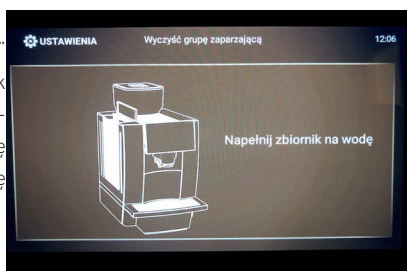 USTAWIENIA
Wyczyść grupę zaparzającą
12:06
Napełnij zbiornik na wodę